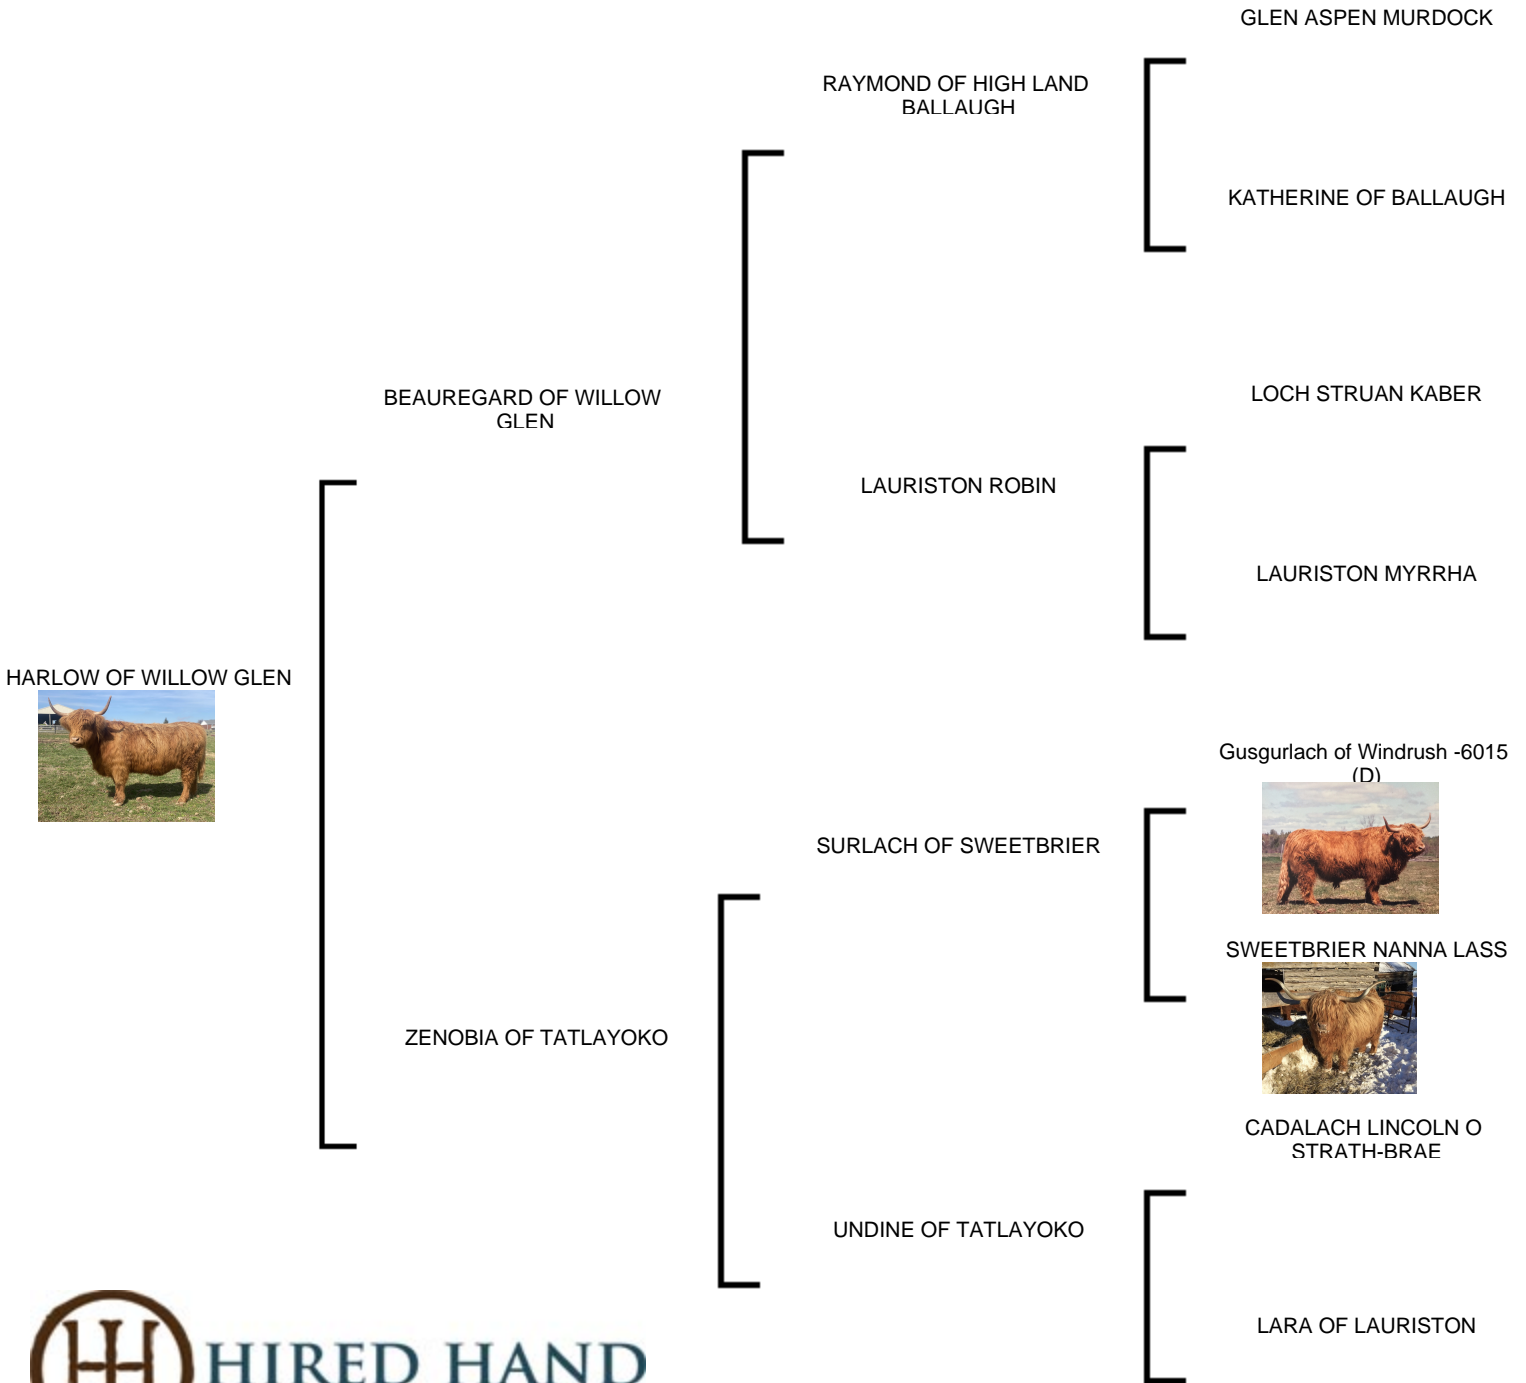 GLEN ASPEN MURDOCK
RAYMOND OF HIGH LAND
BALLAUGH
KATHERINE OF BALLAUGH
BEAUREGARD OF WILLOW
GLEN
LOCH STRUAN KABER
LAURISTON ROBIN
LAURISTON MYRRHA
HARLOW OF WILLOW GLEN
Gusgurlach of Windrush -6015
(D)
SURLACH OF SWEETBRIER
SWEETBRIER NANNA LASS
ZENOBIA OF TATLAYOKO
CADALACH LINCOLN O
STRATH-BRAE
UNDINE OF TATLAYOKO
LARA OF LAURISTON
HIRED HAND